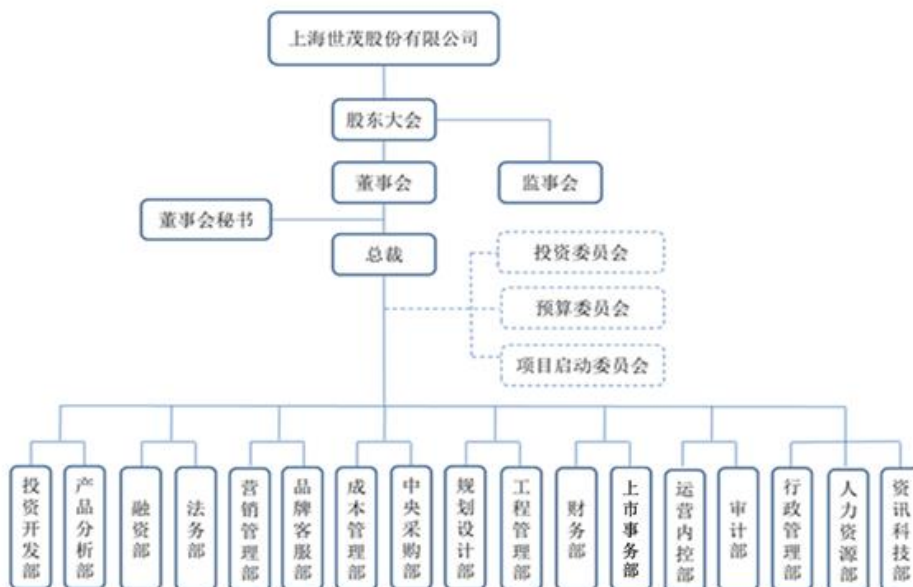 上海世茂股份有限公司
股东大会
董事会
监事会
董事会秘书
总裁
投资委员会
预算委员会
项目启动委员会
投资开发部
产品分析部
融资部
法务部
营销管理部
品牌客服部
成本管理部
中央采购部
规划设计部
工程管理部
财务部
上市事务部
运营内控部
审计部
行政管理部
人力资源部
资讯科技部